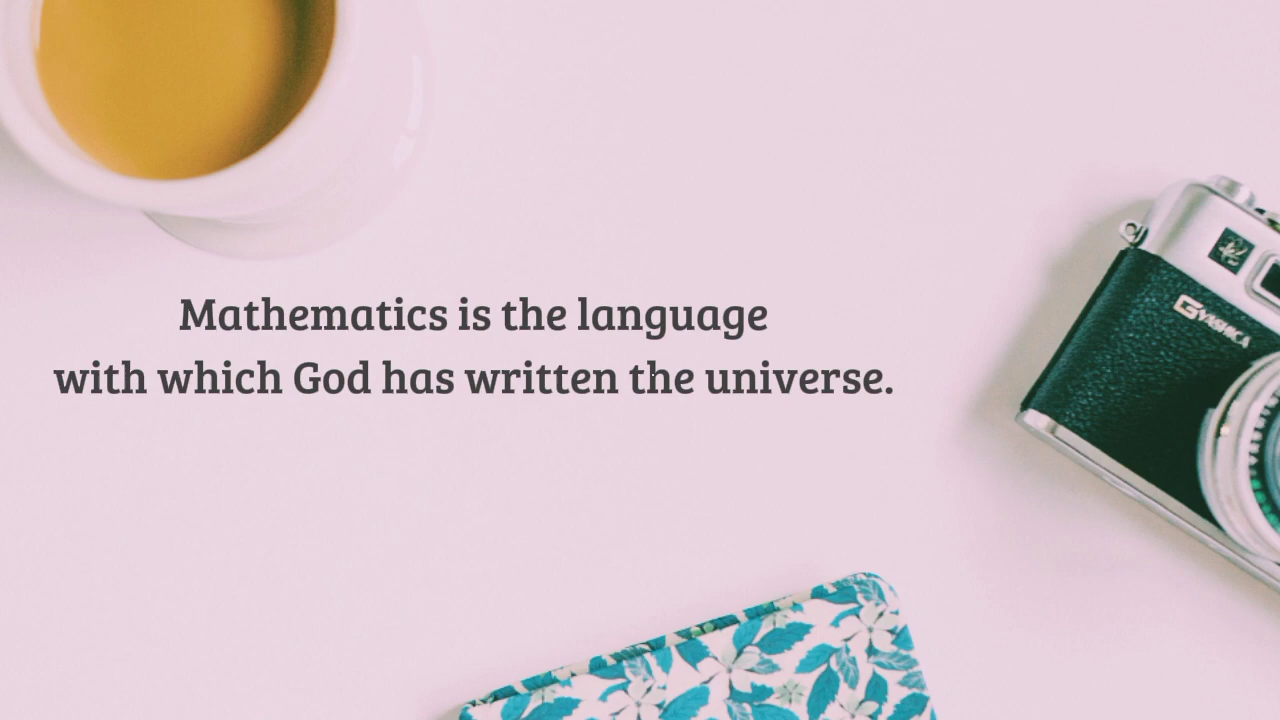 Mathematics is the language
with which God has written the universe.
YASHICA